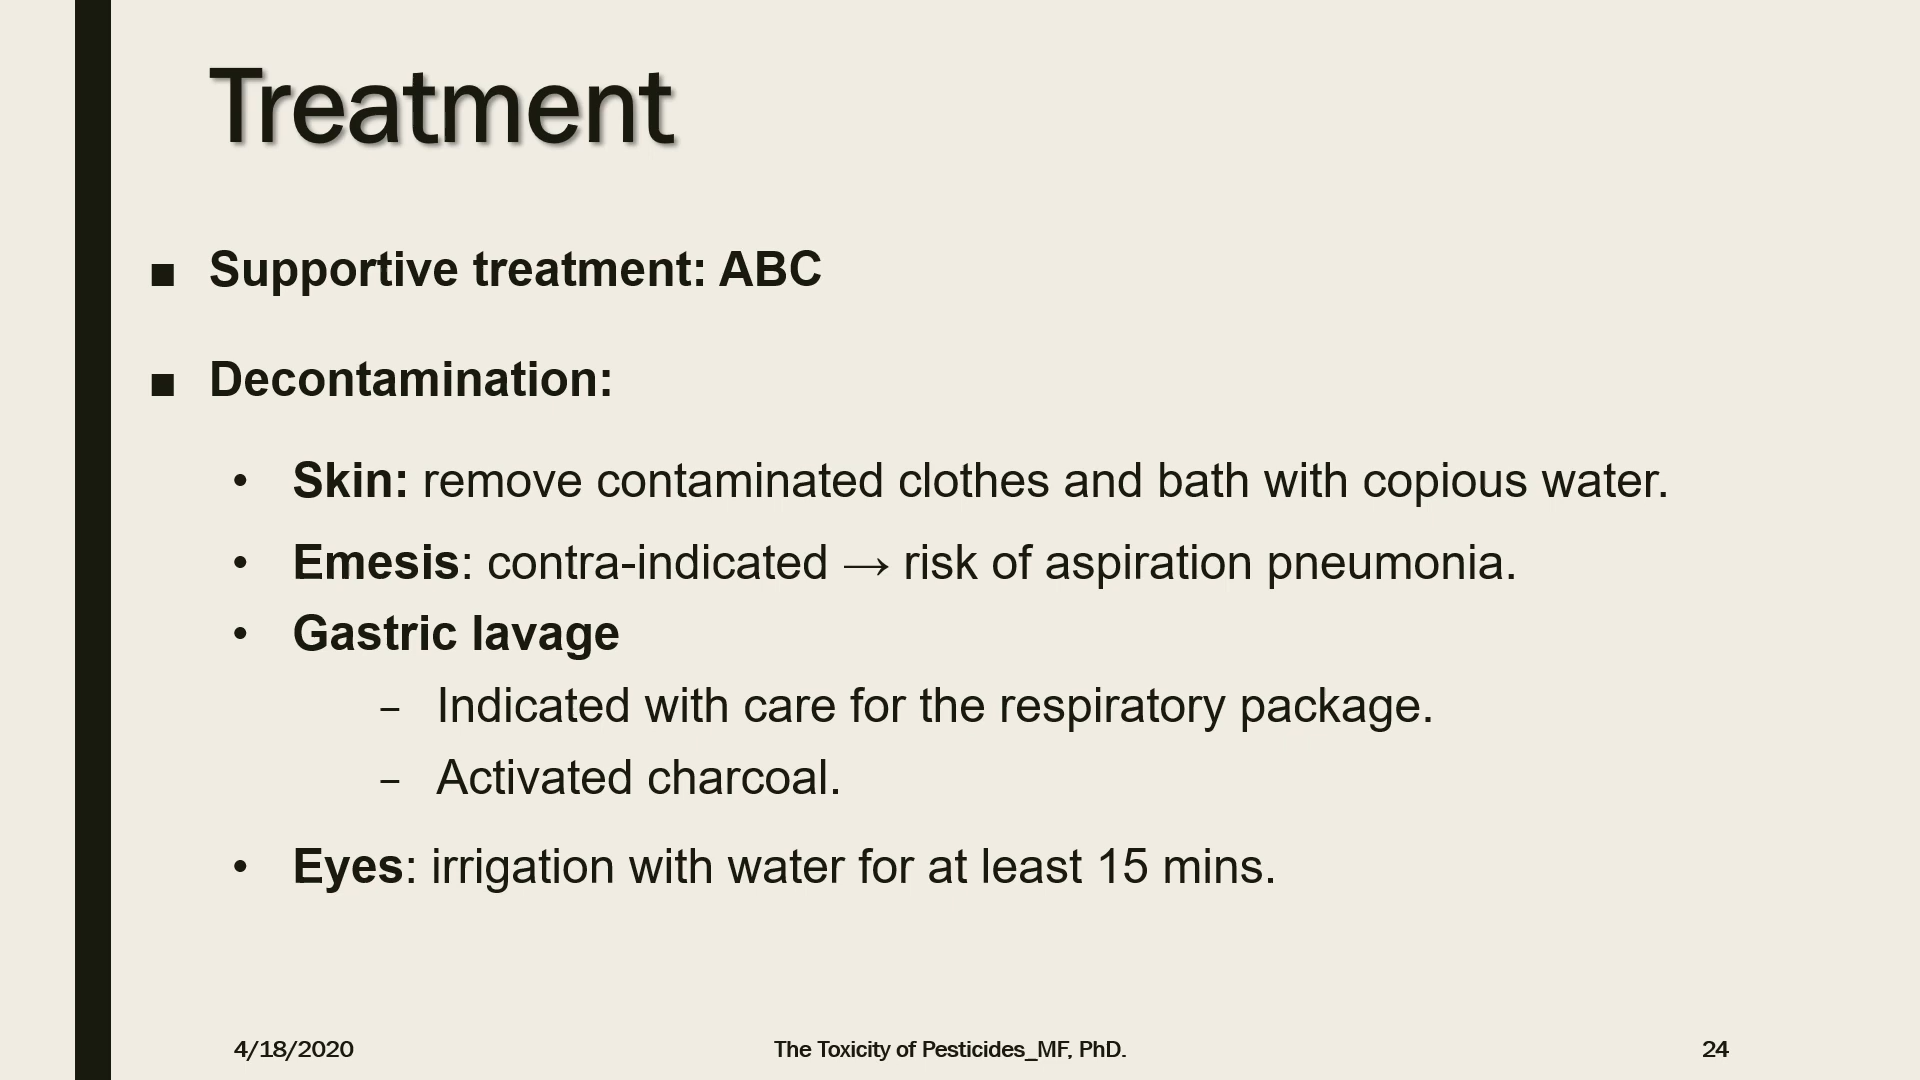 Treatment
■ Supportive treatment: ABC
■ Decontamination:
• Skin: remove contaminated clothes and bath with copious water.
• Emesis: contra-indicated → risk of aspiration pneumonia.
• Gastric lavage
– Indicated with care for the respiratory package.
– Activated charcoal.
• Eyes: irrigation with water for at least 15 mins.
4/18/2020 The Toxicity of Pesticides_MF, PhD. 24